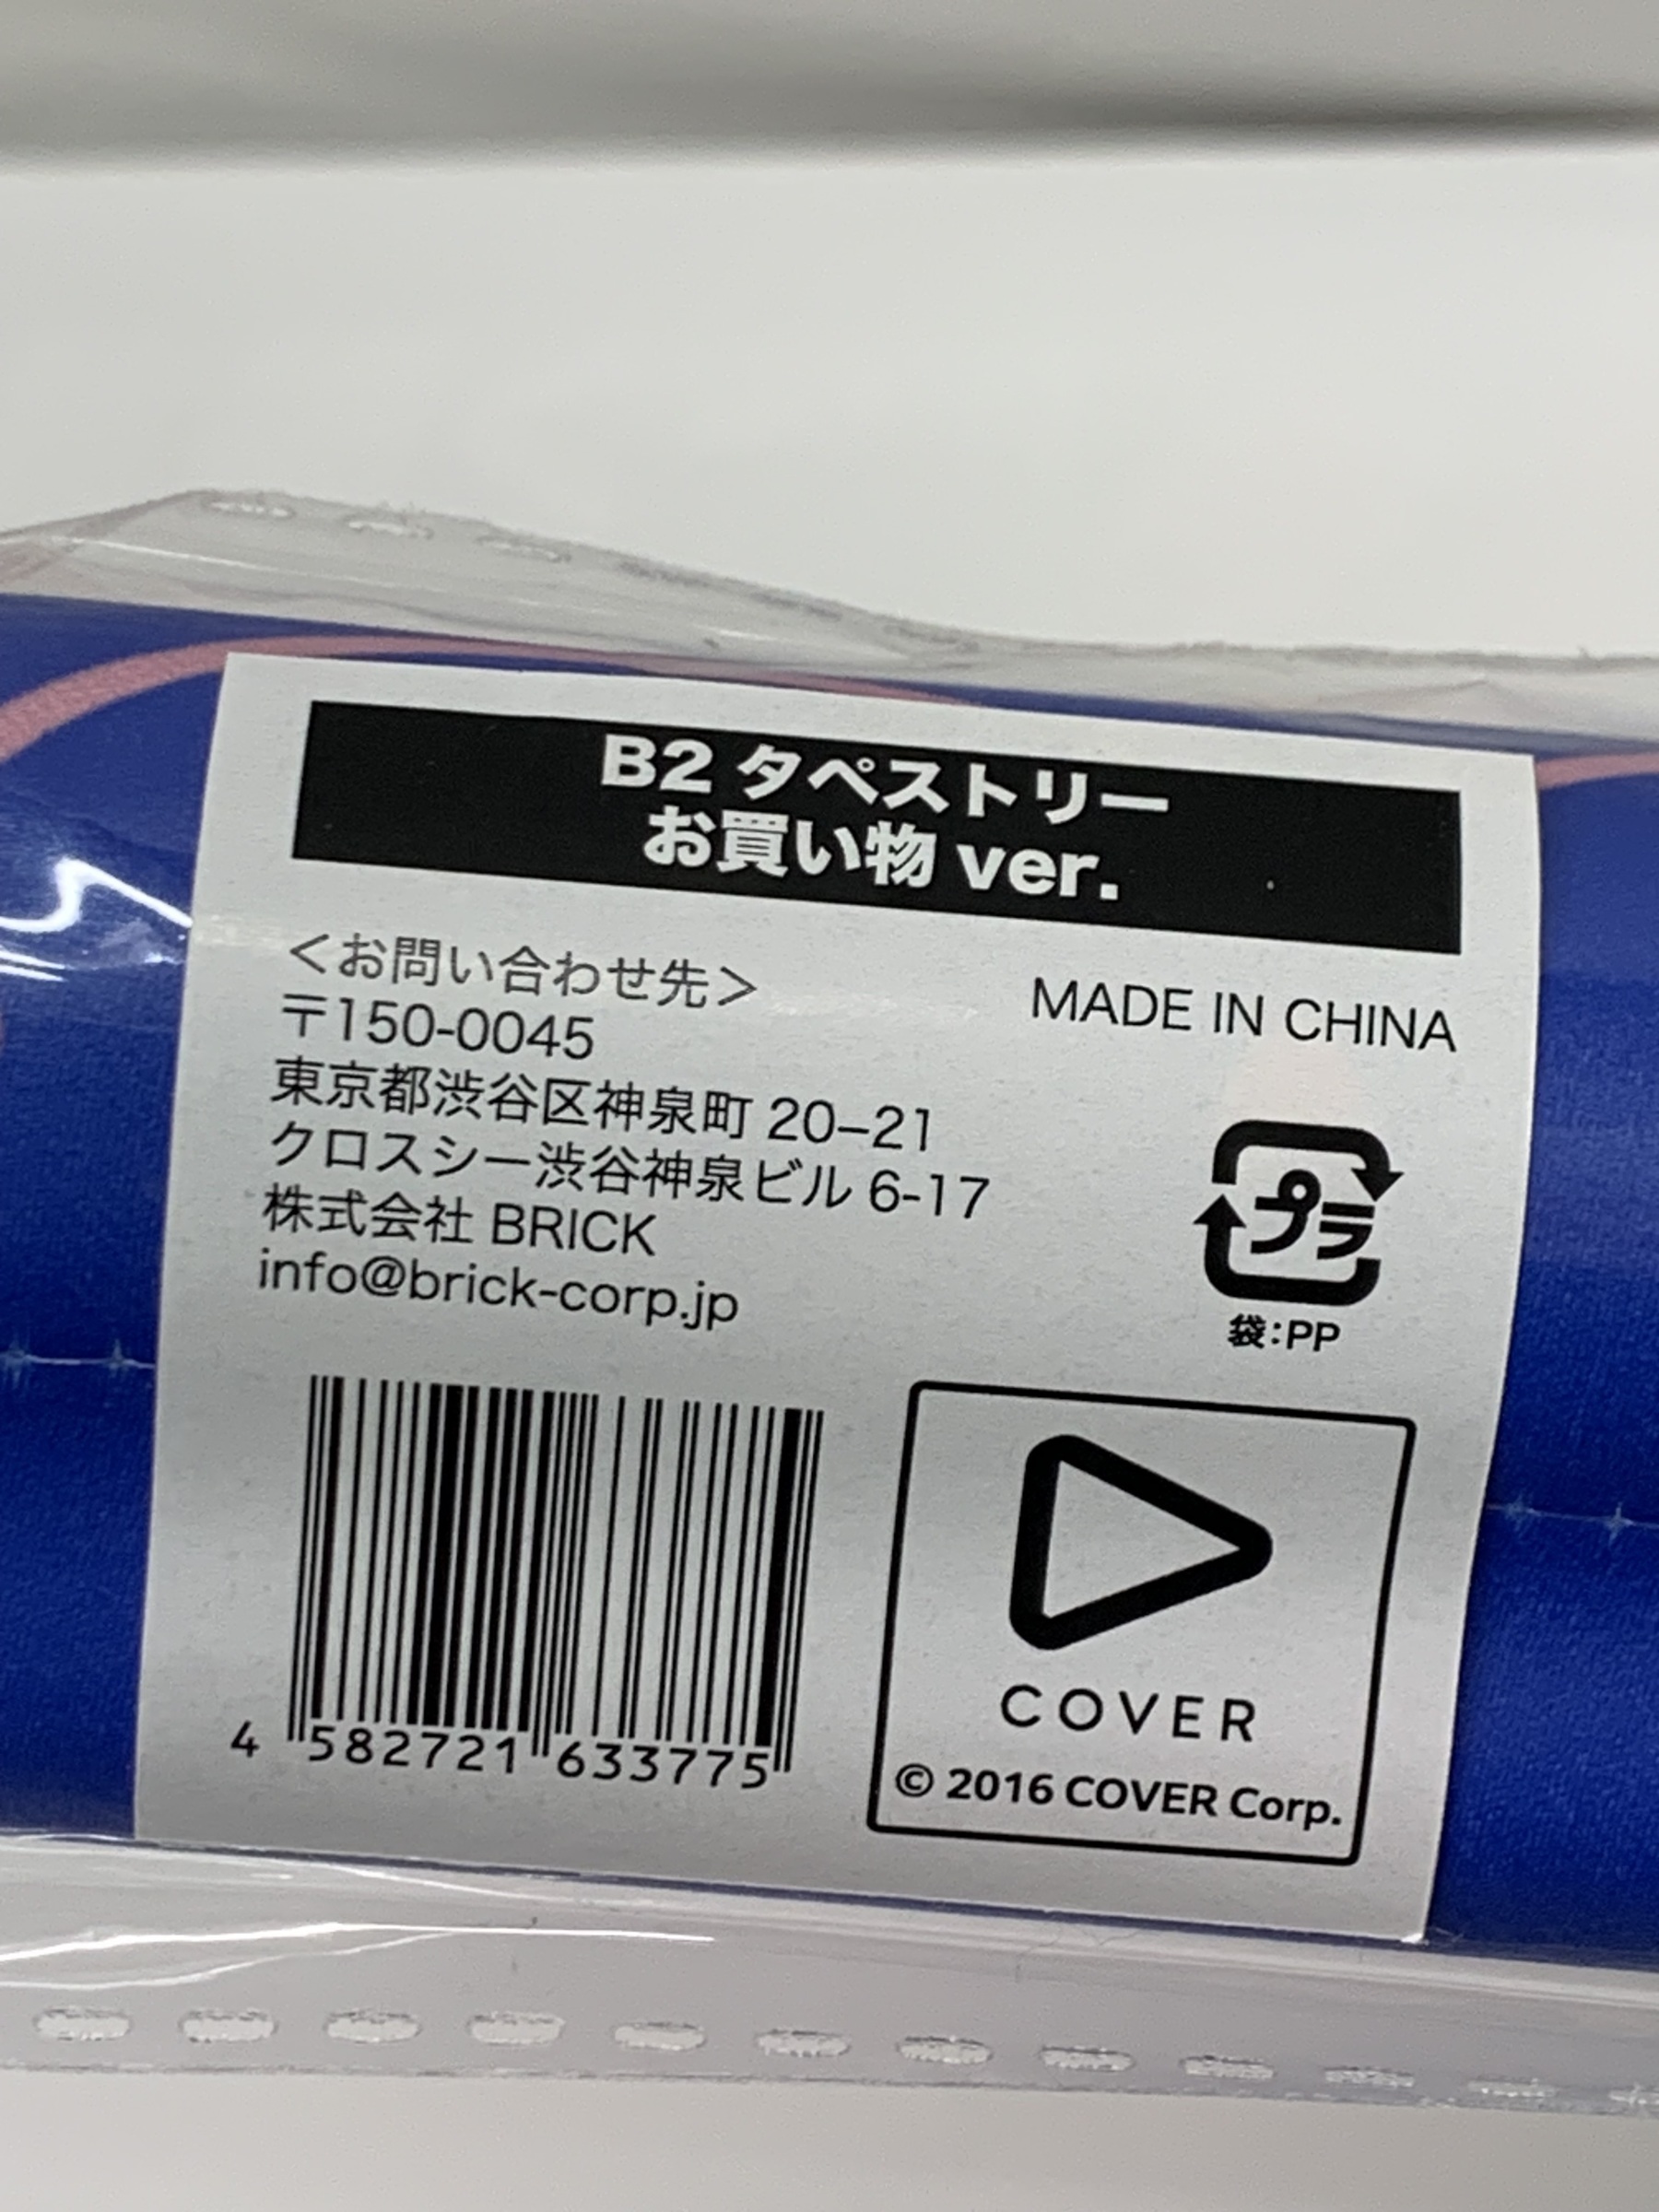 B2 タペストリー
お買い物 ver.
＜お問い合わせ先＞
MADE IN CHINA
〒150-0045
東京都渋谷区神泉町 20–21
クロスシー渋谷神泉ビル 6-17
株式会社 BRICK
info@brick-corp.jp
プラ
袋:PP
4 582721 633775
COVER
© 2016 COVER Corp.